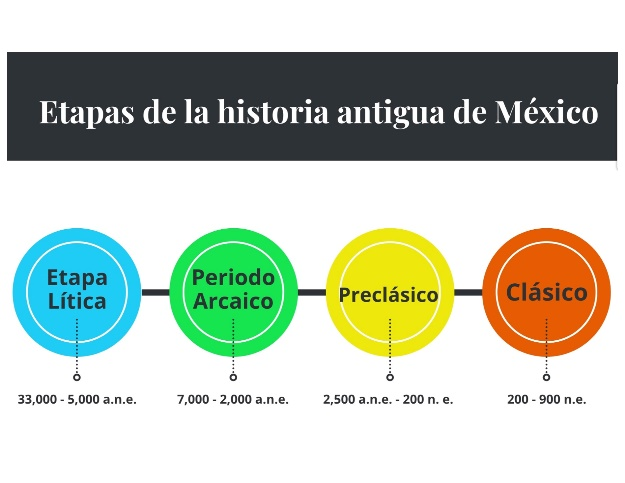 Etapas de la historia antigua de México
Etapa
Lítica
Periodo
Arcaico
Preclásico
Clásico
33,000 - 5,000 a.n.e.
7,000 - 2,000 a.n.e.
2,500 a.n.e. - 200 n. e.
200 - 900 n.e.